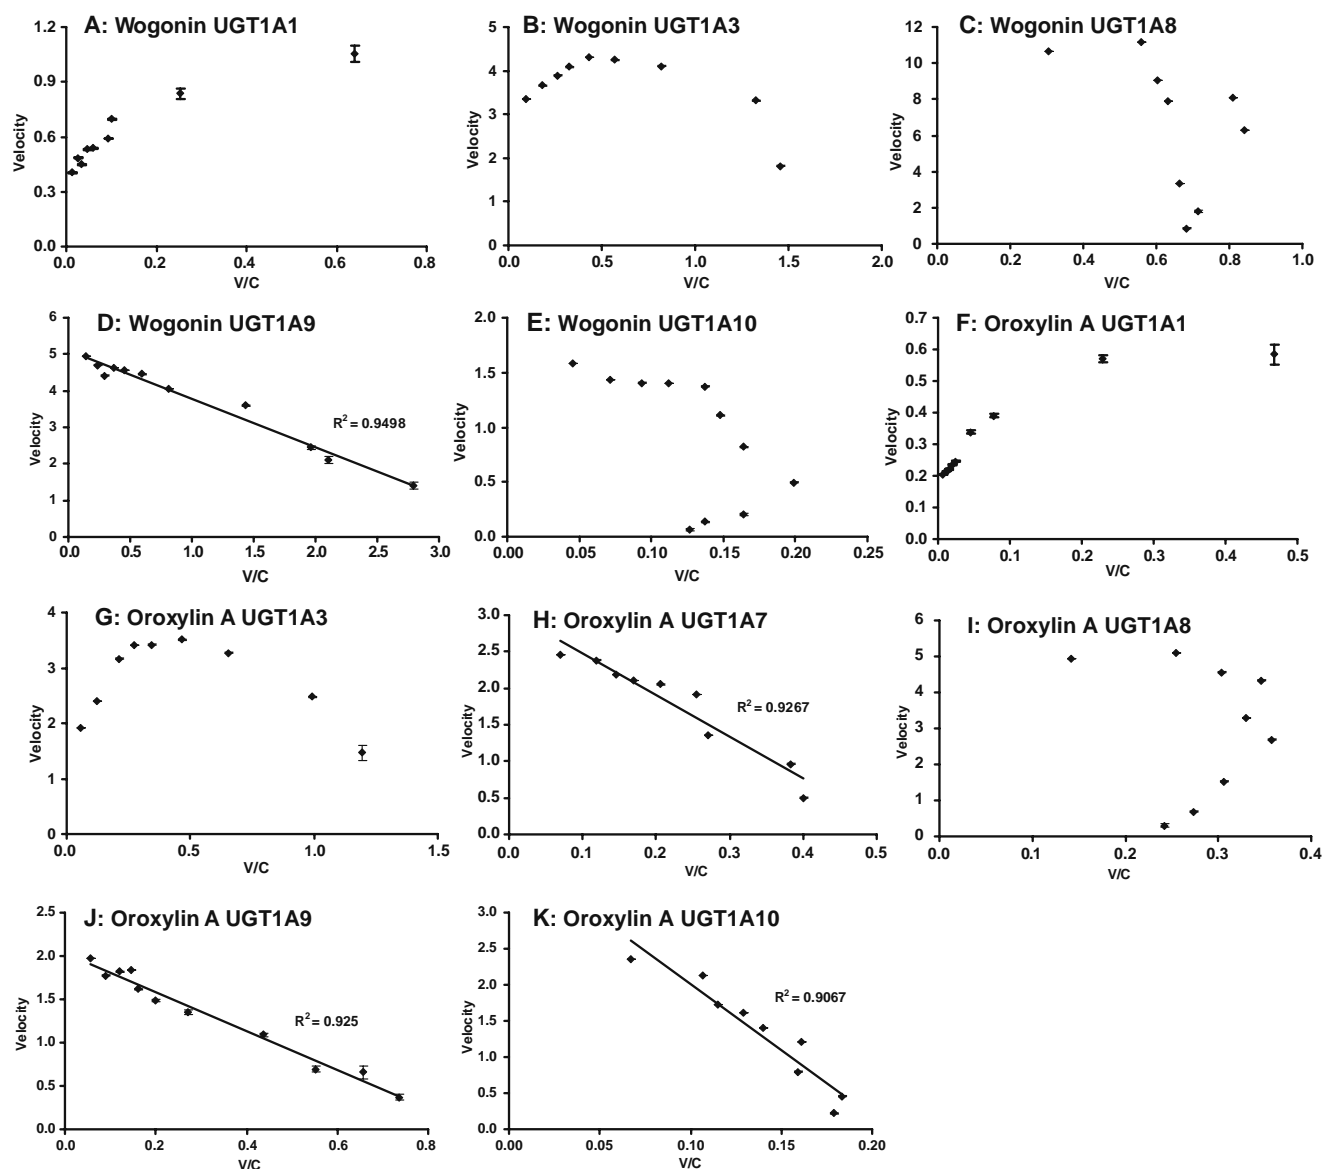 A: Wogonin UGT1A1
Velocity
1.2
0.9
0.6
0.3
0.0
0.0 0.2 0.4 0.6 0.8
V/C
B: Wogonin UGT1A3
Velocity
5
4
3
2
1
0
0.0 0.5 1.0 1.5 2.0
V/C
C: Wogonin UGT1A8
Velocity
12
10
8
6
4
2
0
0.0 0.2 0.4 0.6 0.8 1.0
V/C
D: Wogonin UGT1A9
Velocity
6
5
4
3
2
1
0
R² = 0.9498
0.0 0.5 1.0 1.5 2.0 2.5 3.0
V/C
E: Wogonin UGT1A10
Velocity
2.0
1.5
1.0
0.5
0.0
0.00 0.05 0.10 0.15 0.20 0.25
V/C
F: Oroxylin A UGT1A1
Velocity
0.7
0.6
0.5
0.4
0.3
0.2
0.1
0.0
0.0 0.1 0.2 0.3 0.4 0.5
V/C
G: Oroxylin A UGT1A3
Velocity
4
3
2
1
0
0.0 0.5 1.0 1.5
V/C
H: Oroxylin A UGT1A7
Velocity
3.0
2.5
2.0
1.5
1.0
0.5
0.0
R² = 0.9267
0.0 0.1 0.2 0.3 0.4 0.5
V/C
I: Oroxylin A UGT1A8
Velocity
6
5
4
3
2
1
0
0.0 0.1 0.2 0.3 0.4
V/C
J: Oroxylin A UGT1A9
Velocity
2.5
2.0
1.5
1.0
0.5
0.0
R² = 0.925
0.0 0.2 0.4 0.6 0.8
V/C
K: Oroxylin A UGT1A10
Velocity
3.0
2.5
2.0
1.5
1.0
0.5
0.0
R² = 0.9067
0.00 0.05 0.10 0.15 0.20
V/C